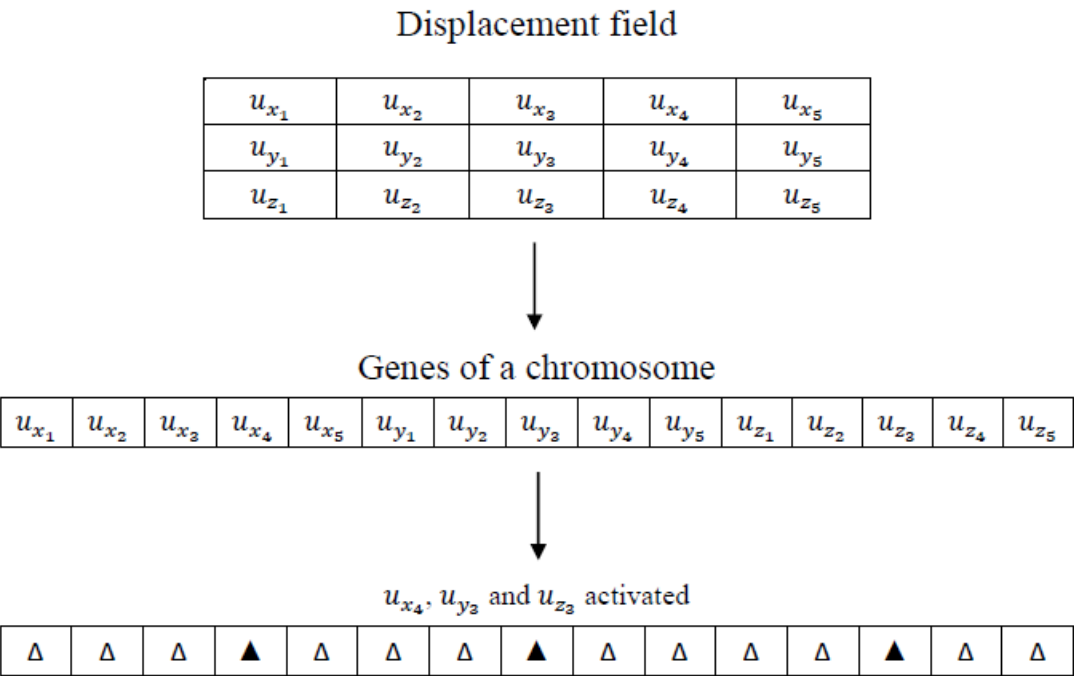 Displacement field
u_{x_1} u_{x_2} u_{x_3} u_{x_4} u_{x_5}
u_{y_1} u_{y_2} u_{y_3} u_{y_4} u_{y_5}
u_{z_1} u_{z_2} u_{z_3} u_{z_4} u_{z_5}
Genes of a chromosome
u_{x_1} u_{x_2} u_{x_3} u_{x_4} u_{x_5} u_{y_1} u_{y_2} u_{y_3} u_{y_4} u_{y_5} u_{z_1} u_{z_2} u_{z_3} u_{z_4} u_{z_5}
u_{x_4}, u_{y_3} and u_{z_3} activated
Δ Δ Δ ▲ Δ Δ Δ ▲ Δ Δ Δ Δ ▲ Δ Δ